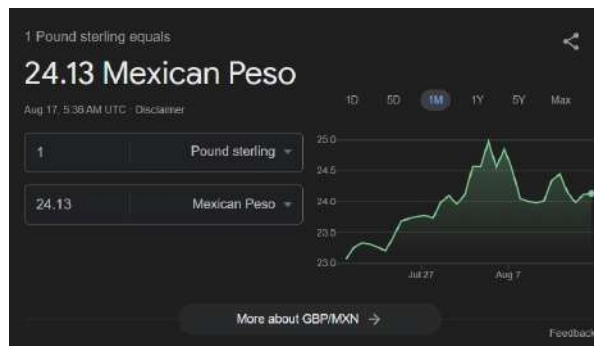 1 Pound sterling equals
24.13 Mexican Peso
Aug 17, 5:36 AM UTC · Disclaimer
1D 5D 1M 1Y 5Y Max
1 Pound sterling
24.13 Mexican Peso
25.0
24.5
24.0
23.5
23.0
Jul 27 Aug 7
More about GBP/MXN →
Feedback